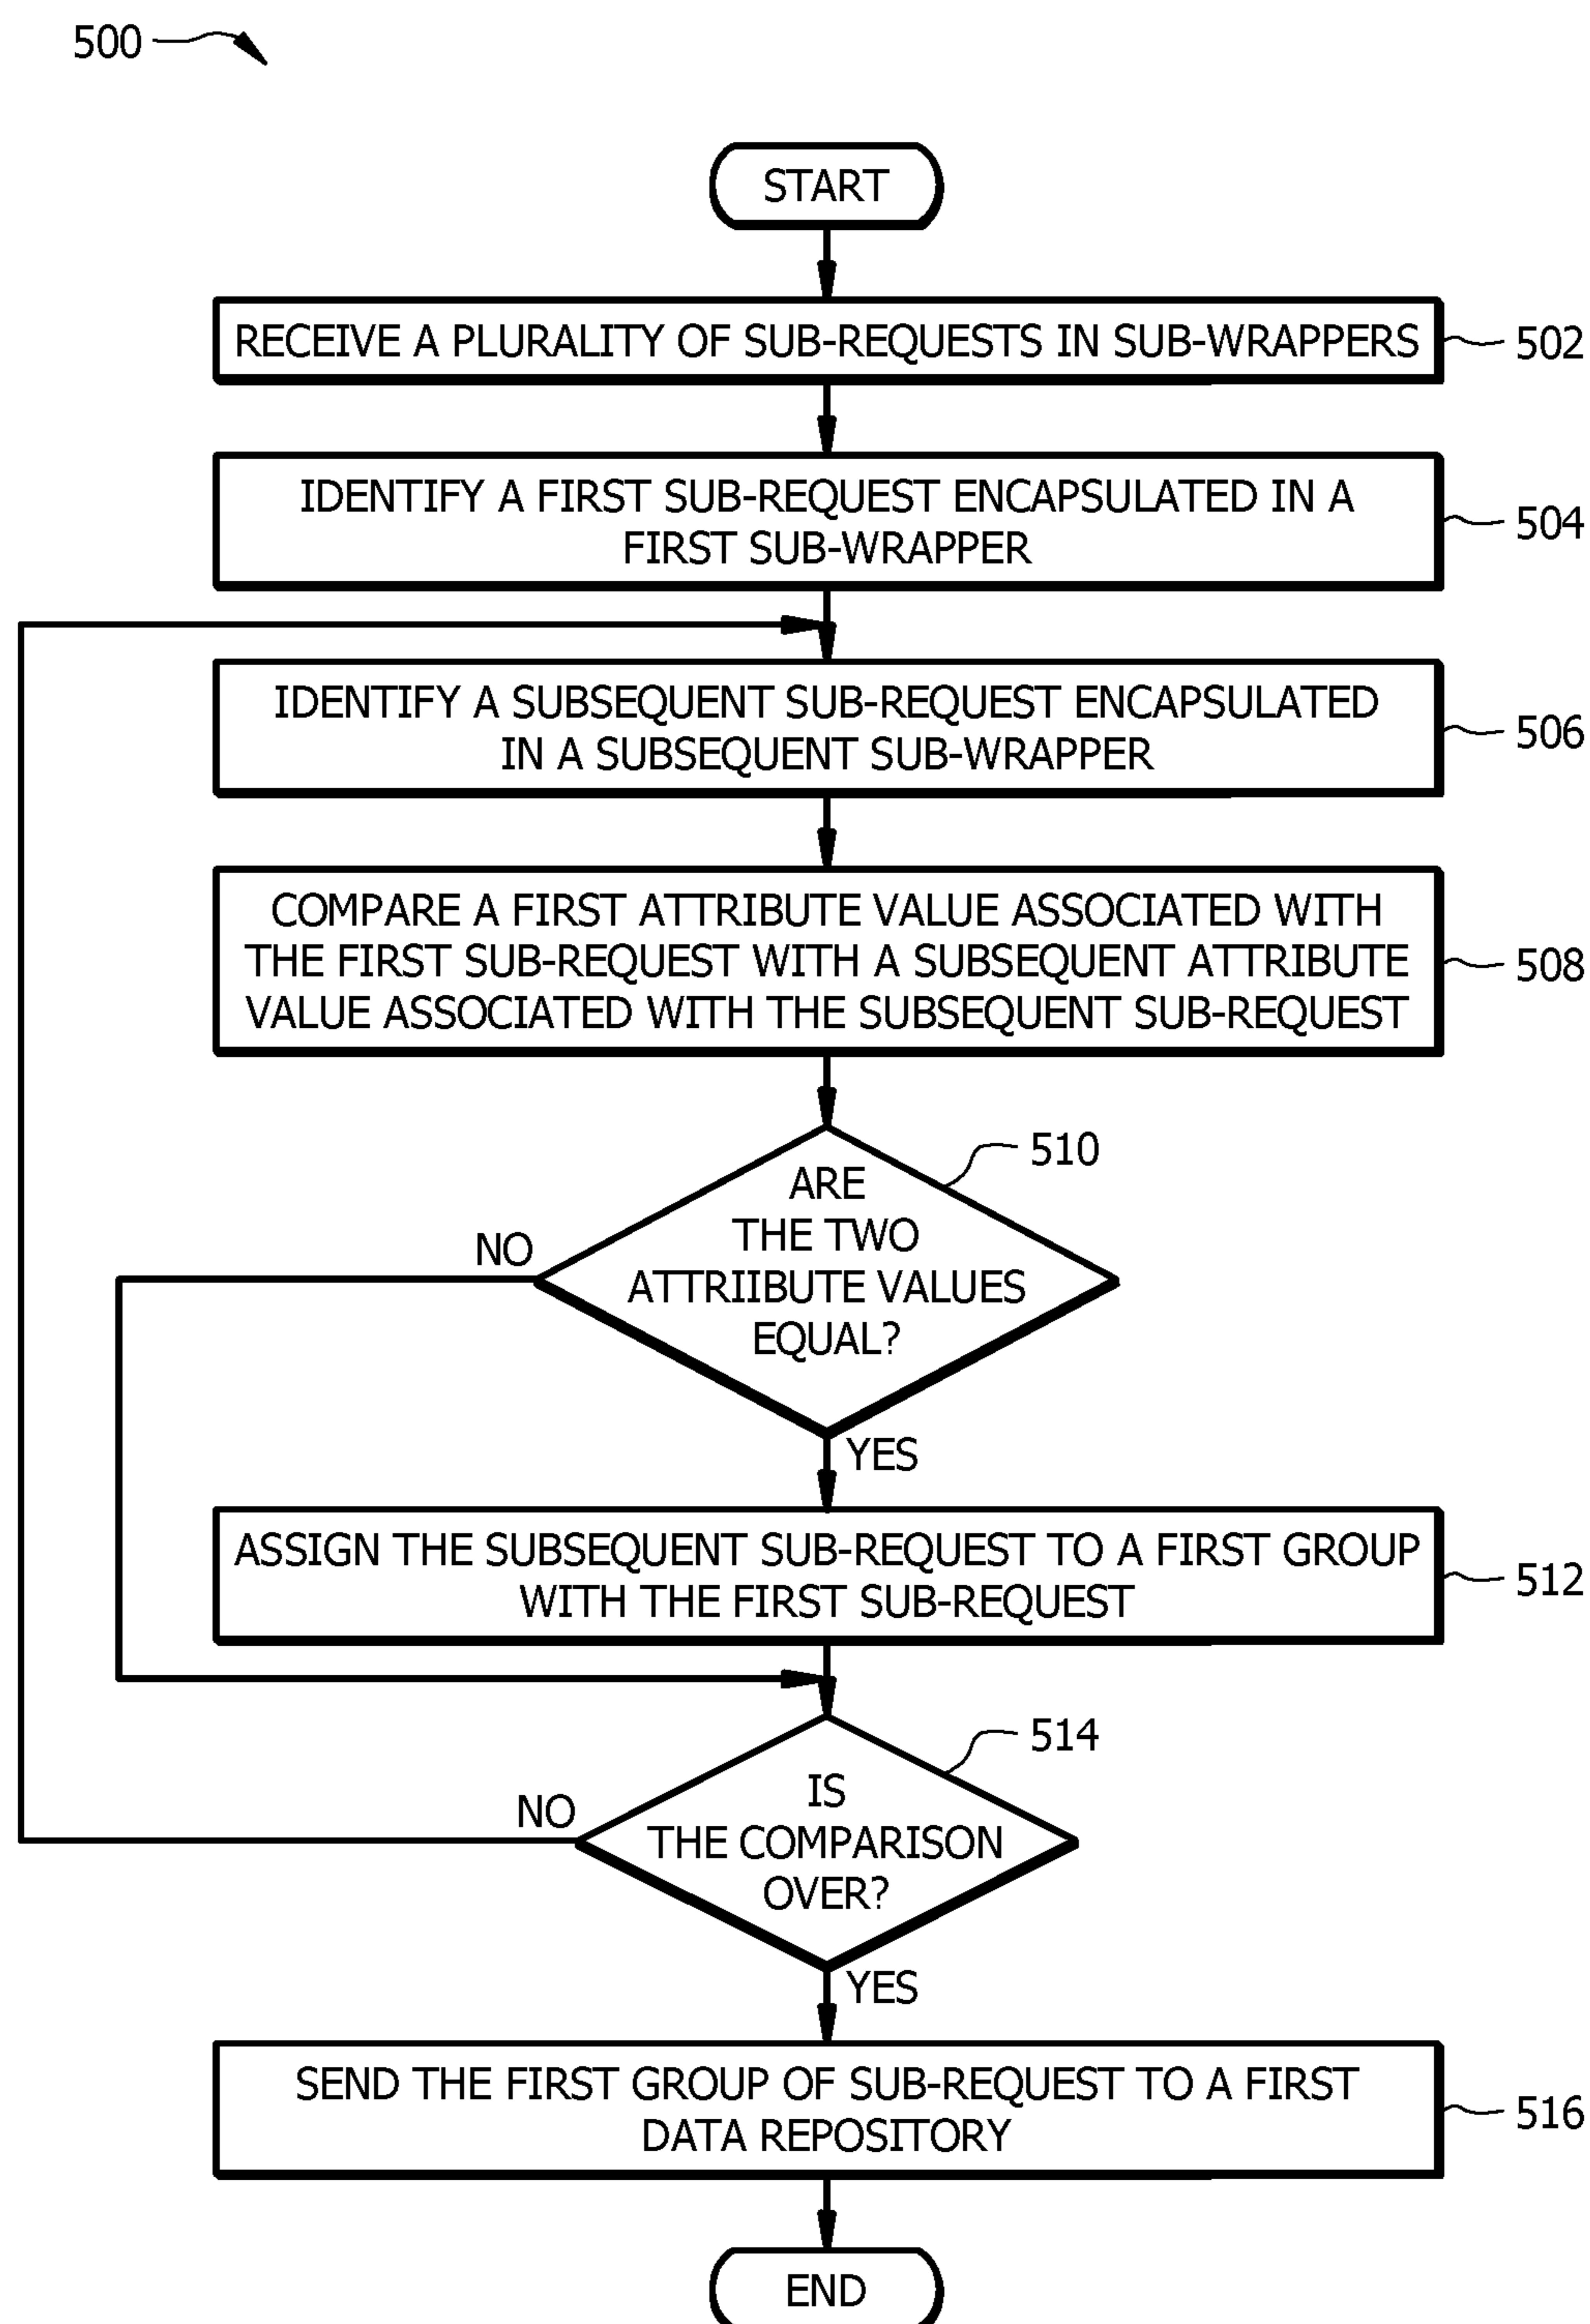 500
START
RECEIVE A PLURALITY OF SUB-REQUESTS IN SUB-WRAPPERS
502
IDENTIFY A FIRST SUB-REQUEST ENCAPSULATED IN A
FIRST SUB-WRAPPER
504
IDENTIFY A SUBSEQUENT SUB-REQUEST ENCAPSULATED
IN A SUBSEQUENT SUB-WRAPPER
506
COMPARE A FIRST ATTRIBUTE VALUE ASSOCIATED WITH
THE FIRST SUB-REQUEST WITH A SUBSEQUENT ATTRIBUTE
VALUE ASSOCIATED WITH THE SUBSEQUENT SUB-REQUEST
508
510
ARE
THE TWO
ATTRIIBUTE VALUES
EQUAL?
NO
YES
ASSIGN THE SUBSEQUENT SUB-REQUEST TO A FIRST GROUP
WITH THE FIRST SUB-REQUEST
512
514
IS
THE COMPARISON
OVER?
NO
YES
SEND THE FIRST GROUP OF SUB-REQUEST TO A FIRST
DATA REPOSITORY
516
END